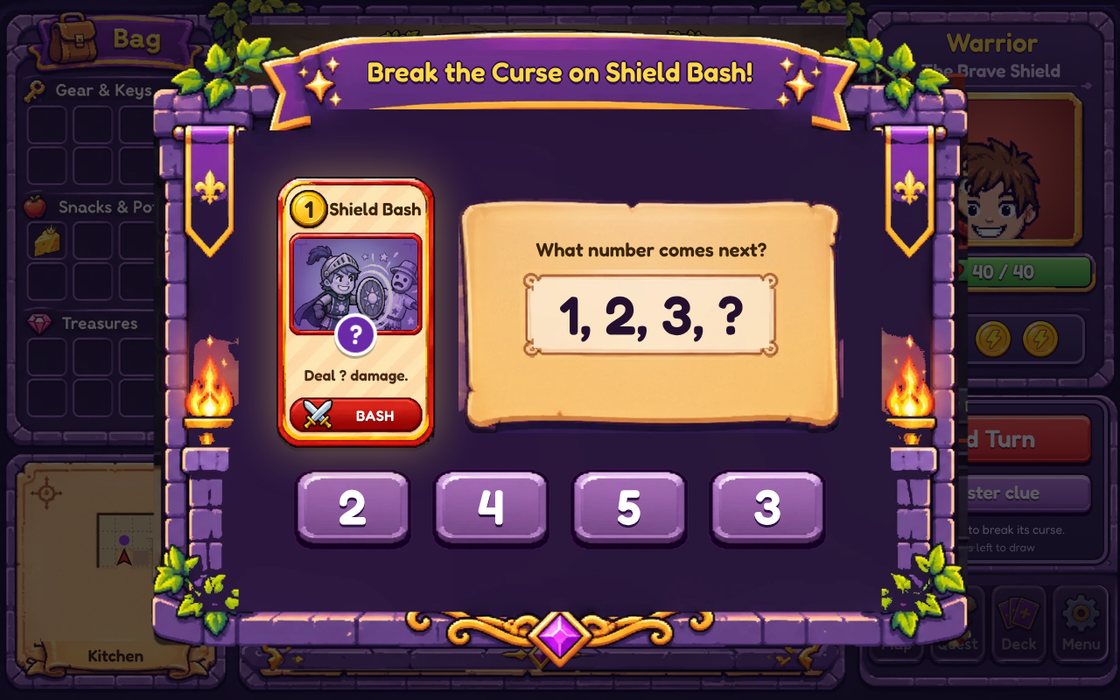 Bag
Break the Curse on Shield Bash!
Warrior
The Brave Shield
Gear & Keys
1 Shield Bash
?
Deal ? damage.
BASH
What number comes next?
1, 2, 3, ?
Snacks & Po
40 / 40
Treasures
d Turn
2 4 5 3
ster clue
to break its curse.
s left to draw
Kitchen
Deck
Menu